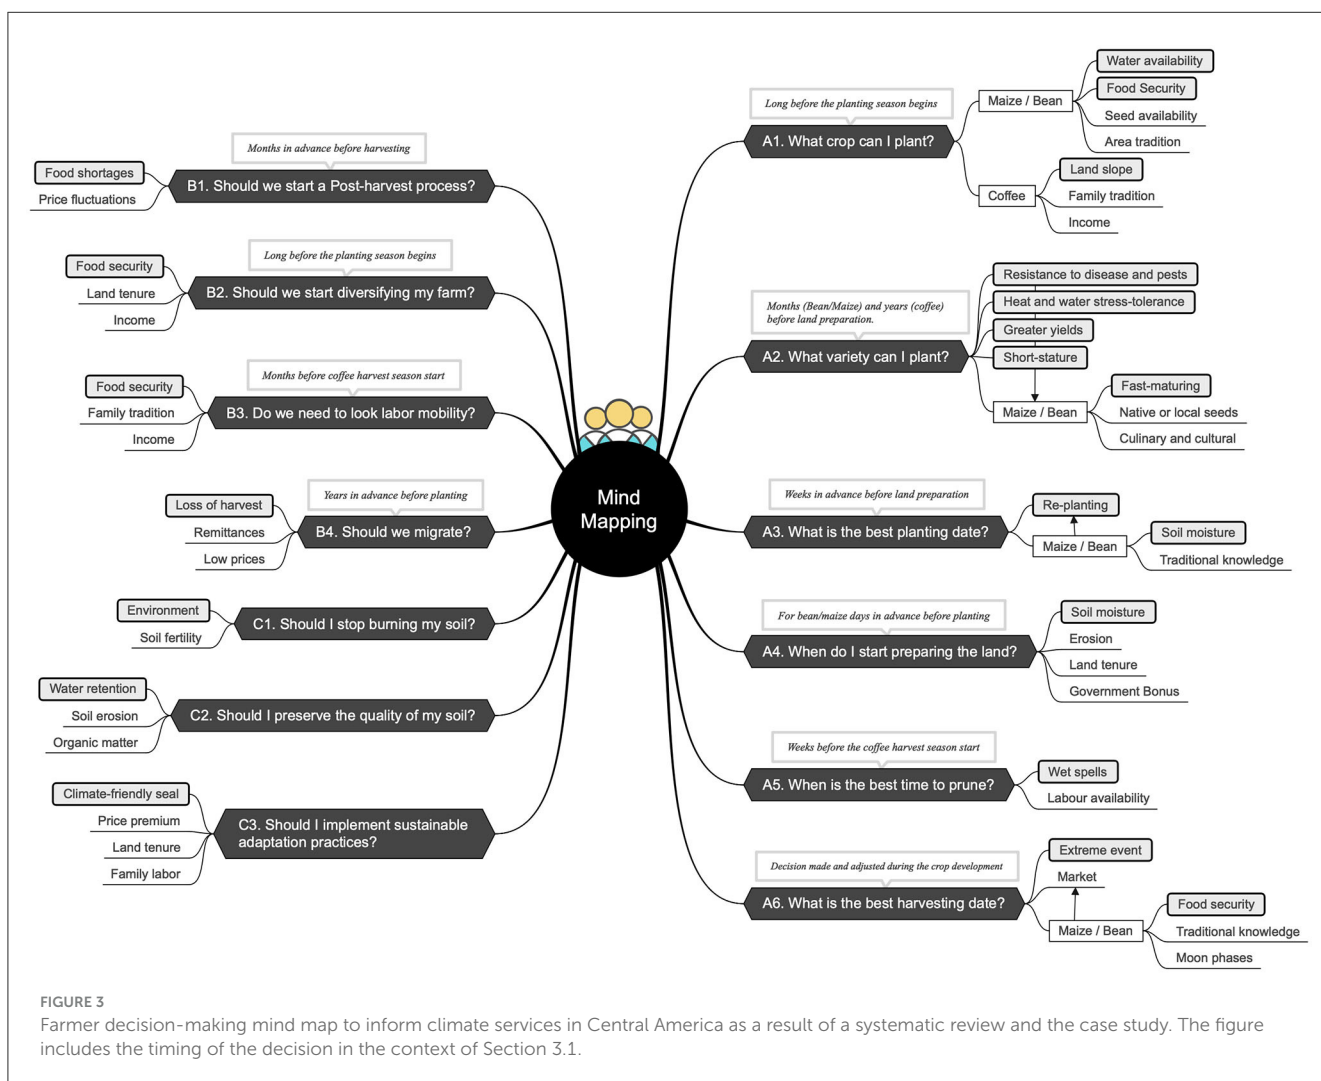 Months in advance before harvesting
Food shortages
Price fluctuations
B1. Should we start a Post-harvest process?
Long before the planting season begins
Food security
Land tenure
Income
B2. Should we start diversifying my farm?
Months before coffee harvest season start
Food security
Family tradition
Income
B3. Do we need to look labor mobility?
Years in advance before planting
Loss of harvest
Remittances
Low prices
B4. Should we migrate?
Environment
Soil fertility
C1. Should I stop burning my soil?
Water retention
Soil erosion
Organic matter
C2. Should I preserve the quality of my soil?
Climate-friendly seal
Price premium
Land tenure
Family labor
C3. Should I implement sustainable
adaptation practices?
Mind
Mapping
Long before the planting season begins
A1. What crop can I plant?
Maize / Bean
Water availability
Food Security
Seed availability
Area tradition
Coffee
Land slope
Family tradition
Income
Months (Bean/Maize) and years (coffee)
before land preparation.
A2. What variety can I plant?
Resistance to disease and pests
Heat and water stress-tolerance
Greater yields
Short-stature
Maize / Bean
Fast-maturing
Native or local seeds
Culinary and cultural
Weeks in advance before land preparation
A3. What is the best planting date?
Re-planting
Maize / Bean
Soil moisture
Traditional knowledge
For bean/maize days in advance before planting
A4. When do I start preparing the land?
Soil moisture
Erosion
Land tenure
Government Bonus
Weeks before the coffee harvest season start
A5. When is the best time to prune?
Wet spells
Labour availability
Decision made and adjusted during the crop development
A6. What is the best harvesting date?
Extreme event
Market
Maize / Bean
Food security
Traditional knowledge
Moon phases
FIGURE 3
Farmer decision-making mind map to inform climate services in Central America as a result of a systematic review and the case study. The figure
includes the timing of the decision in the context of Section 3.1.